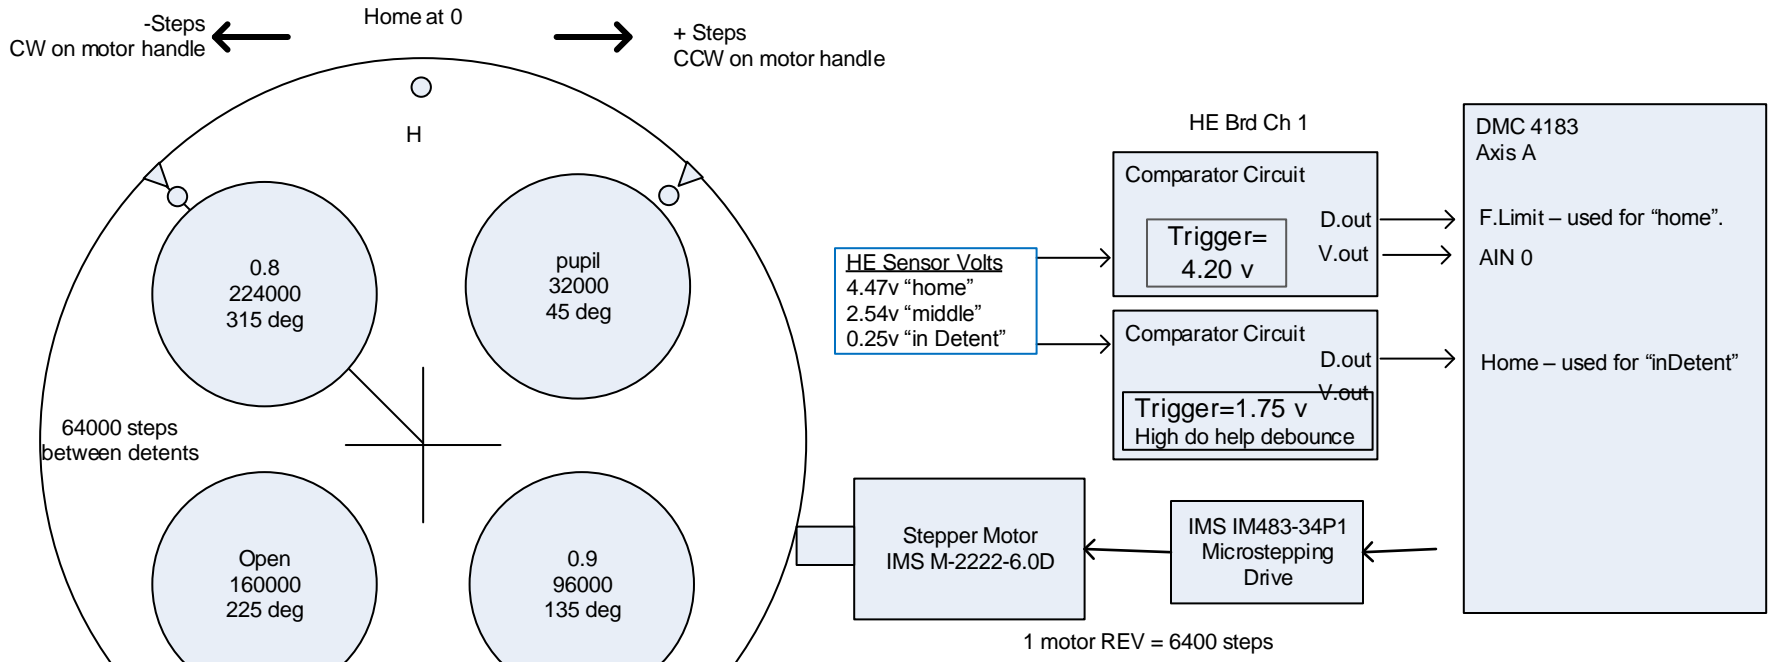 -Steps
CW on motor handle
Home at 0
+ Steps
CCW on motor handle
H
0.8
224000
315 deg
pupil
32000
45 deg
64000 steps
between detents
Open
160000
225 deg
0.9
96000
135 deg
HE Sensor Volts
4.47v “home”
2.54v “middle”
0.25v “in Detent”
HE Brd Ch 1
Comparator Circuit
Trigger=
4.20 v
D.out
V.out
Comparator Circuit
D.out
V.out
Trigger=1.75 v
High do help debounce
DMC 4183
Axis A
F.Limit – used for “home”.
AIN 0
Home – used for “inDetent”
Stepper Motor
IMS M-2222-6.0D
IMS IM483-34P1
Microstepping
Drive
1 motor REV = 6400 steps